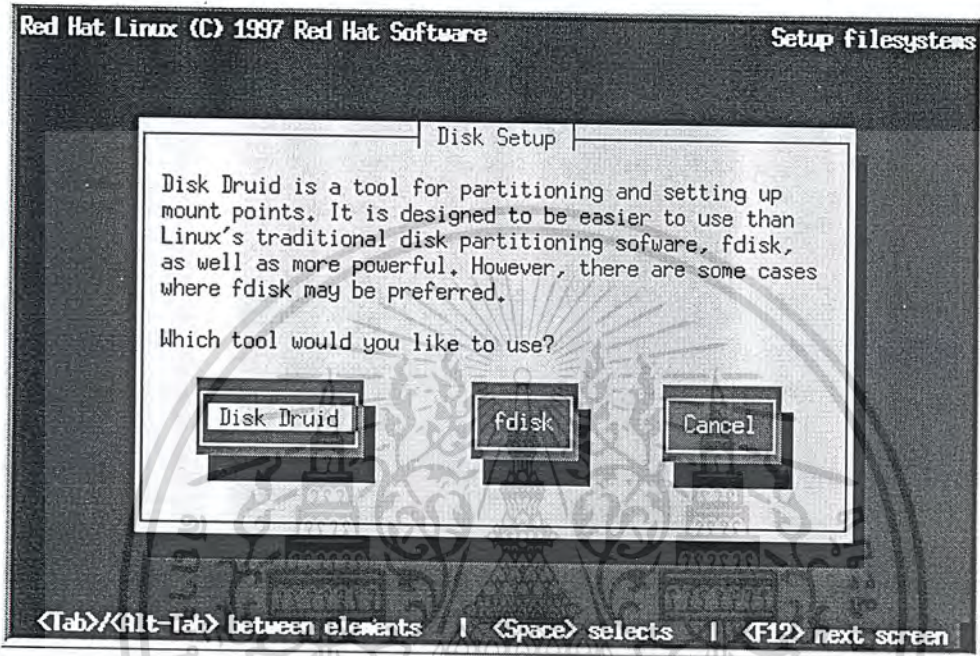 Red Hat Linux (C) 1997 Red Hat Software
Setup filesystems
Disk Setup
Disk Druid is a tool for partitioning and setting up
mount points. It is designed to be easier to use than
Linux's traditional disk partitioning sofware, fdisk,
as well as more powerful. However, there are some cases
where fdisk may be preferred.
Which tool would you like to use?
Disk Druid
fdisk
Cancel
<Tab>/<Alt-Tab> between elements | <Space> selects | <F12> next screen